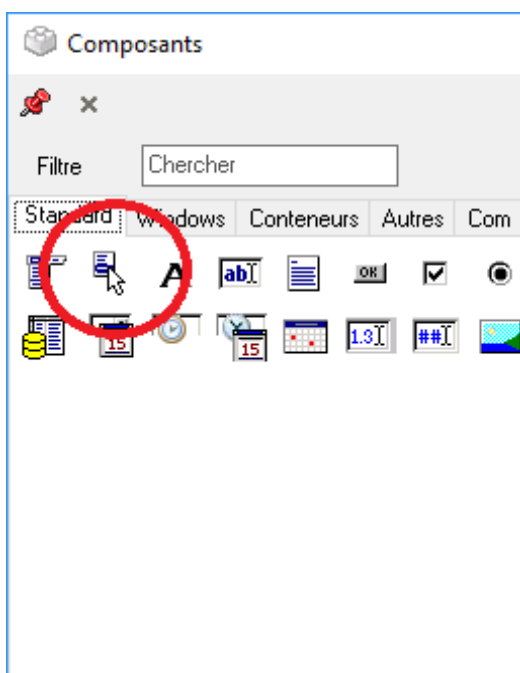 Composants
Filtre Chercher
Standard Windows Conteneurs Autres Com
A ab OK
15 15 1.3 ##